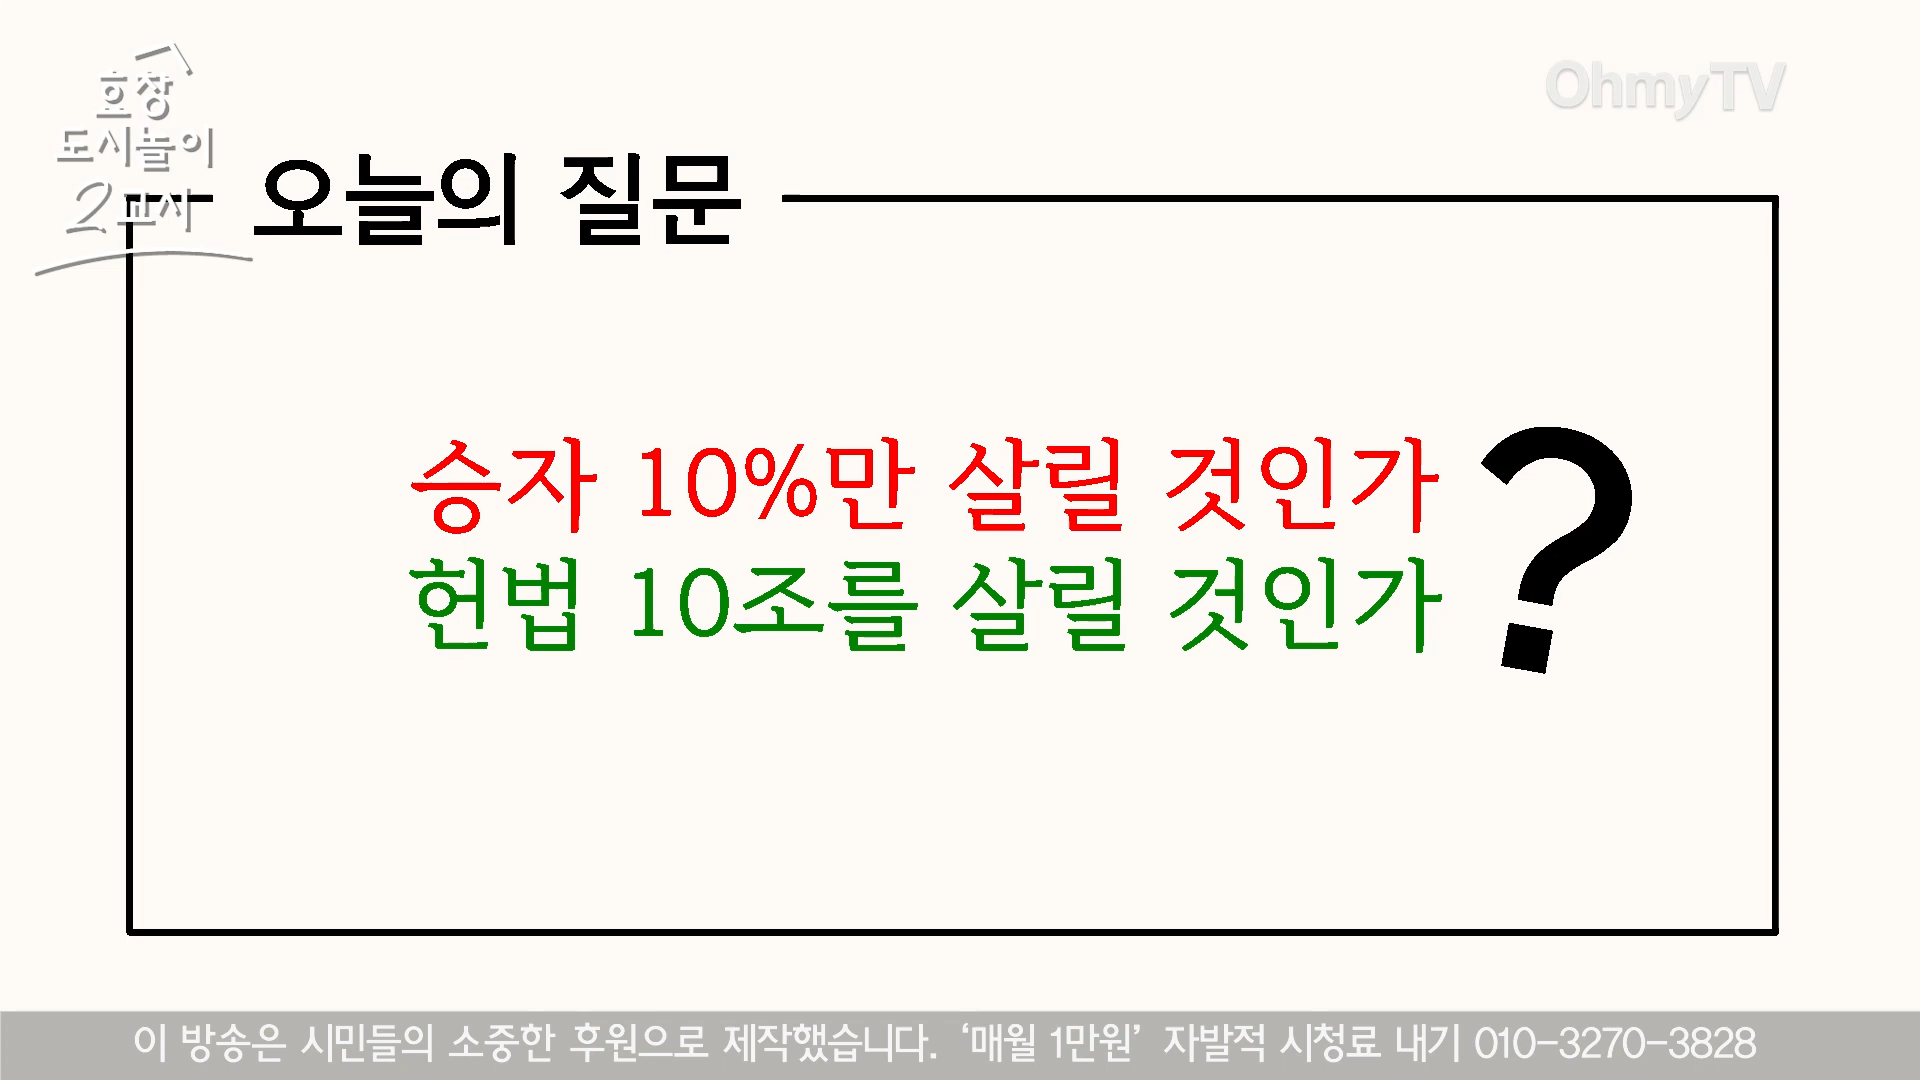 효창
도시놀이
2교시
OhmyTV
오늘의 질문
승자 10%만 살릴 것인가
헌법 10조를 살릴 것인가
?
이 방송은 시민들의 소중한 후원으로 제작했습니다. ‘매월 1만원’ 자발적 시청료 내기 010-3270-3828